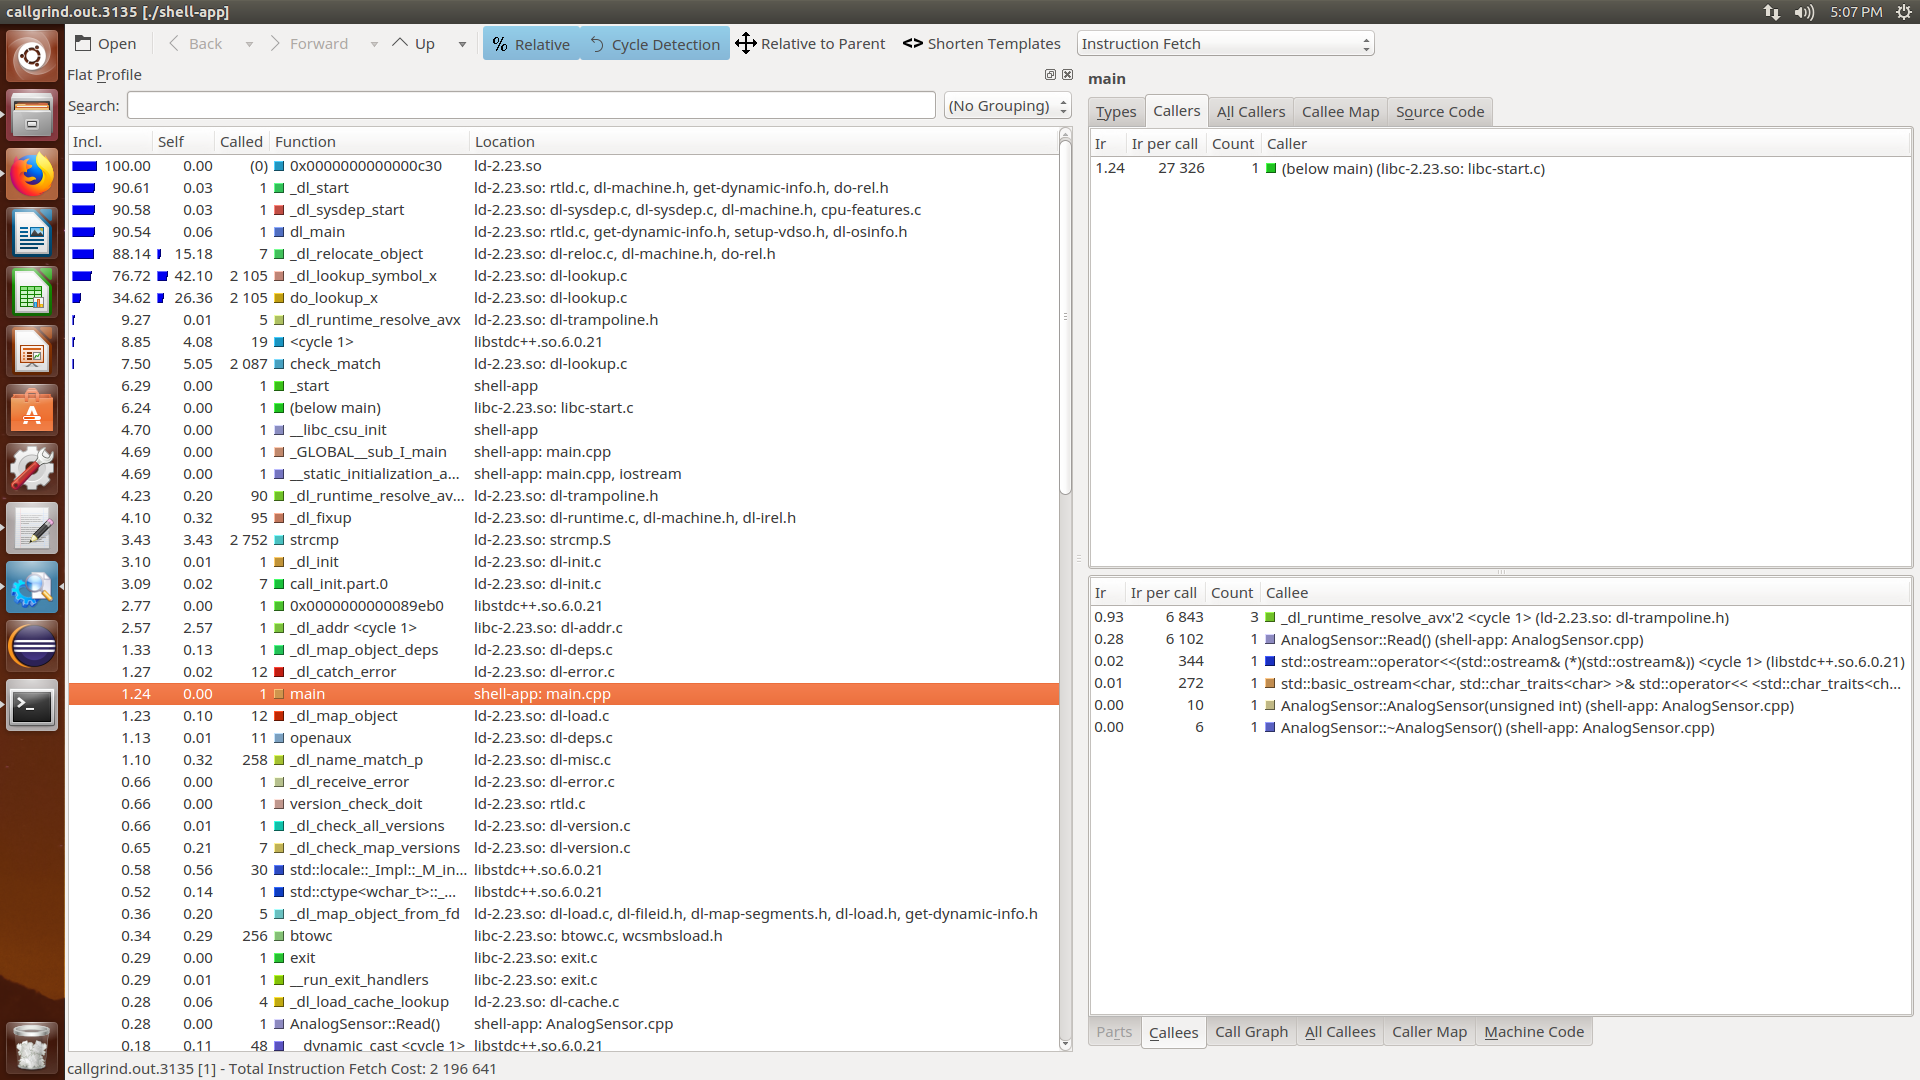 callgrind.out.3135 [./shell-app]
5:07 PM
Open Back Forward Up % Relative Cycle Detection Relative to Parent <> Shorten Templates Instruction Fetch
Flat Profile
Search: (No Grouping)
Incl. Self Called Function Location
100.00 0.00 (0) 0x0000000000000c30 ld-2.23.so
90.61 0.03 1 _dl_start ld-2.23.so: rtld.c, dl-machine.h, get-dynamic-info.h, do-rel.h
90.58 0.03 1 _dl_sysdep_start ld-2.23.so: dl-sysdep.c, dl-sysdep.c, dl-machine.h, cpu-features.c
90.54 0.06 1 dl_main ld-2.23.so: rtld.c, get-dynamic-info.h, setup-vdso.h, dl-osinfo.h
88.14 15.18 7 _dl_relocate_object ld-2.23.so: dl-reloc.c, dl-machine.h, do-rel.h
76.72 42.10 2 105 _dl_lookup_symbol_x ld-2.23.so: dl-lookup.c
34.62 26.36 2 105 do_lookup_x ld-2.23.so: dl-lookup.c
9.27 0.01 5 _dl_runtime_resolve_avx ld-2.23.so: dl-trampoline.h
8.85 4.08 19 <cycle 1> libstdc++.so.6.0.21
7.50 5.05 2 087 check_match ld-2.23.so: dl-lookup.c
6.29 0.00 1 _start shell-app
6.24 0.00 1 (below main) libc-2.23.so: libc-start.c
4.70 0.00 1 __libc_csu_init shell-app
4.69 0.00 1 _GLOBAL__sub_I_main shell-app: main.cpp
4.69 0.00 1 __static_initialization_a... shell-app: main.cpp, iostream
4.23 0.20 90 _dl_runtime_resolve_av... ld-2.23.so: dl-trampoline.h
4.10 0.32 95 _dl_fixup ld-2.23.so: dl-runtime.c, dl-machine.h, dl-irel.h
3.43 3.43 2 752 strcmp ld-2.23.so: strcmp.S
3.10 0.01 1 _dl_init ld-2.23.so: dl-init.c
3.09 0.02 7 call_init.part.0 ld-2.23.so: dl-init.c
2.77 0.00 1 0x0000000000089eb0 libstdc++.so.6.0.21
2.57 2.57 1 _dl_addr <cycle 1> libc-2.23.so: dl-addr.c
1.33 0.13 1 _dl_map_object_deps ld-2.23.so: dl-deps.c
1.27 0.02 12 _dl_catch_error ld-2.23.so: dl-error.c
1.24 0.00 1 main shell-app: main.cpp
1.23 0.10 12 _dl_map_object ld-2.23.so: dl-load.c
1.13 0.01 11 openaux ld-2.23.so: dl-deps.c
1.10 0.32 258 _dl_name_match_p ld-2.23.so: dl-misc.c
0.66 0.00 1 _dl_receive_error ld-2.23.so: dl-error.c
0.66 0.00 1 version_check_doit ld-2.23.so: rtld.c
0.66 0.01 1 _dl_check_all_versions ld-2.23.so: dl-version.c
0.65 0.21 7 _dl_check_map_versions ld-2.23.so: dl-version.c
0.58 0.56 30 std::locale::_Impl::_M_in... libstdc++.so.6.0.21
0.52 0.14 1 std::ctype<wchar_t>::_... libstdc++.so.6.0.21
0.36 0.20 5 _dl_map_object_from_fd ld-2.23.so: dl-load.c, dl-fileid.h, dl-map-segments.h, dl-load.h, get-dynamic-info.h
0.34 0.29 256 btowc libc-2.23.so: btowc.c, wcsmbsload.h
0.29 0.00 1 exit libc-2.23.so: exit.c
0.29 0.01 1 __run_exit_handlers libc-2.23.so: exit.c
0.28 0.06 4 _dl_load_cache_lookup ld-2.23.so: dl-cache.c
0.28 0.00 1 AnalogSensor::Read() shell-app: AnalogSensor.cpp
0.18 0.11 48 __dynamic_cast <cycle 1> libstdc++.so.6.0.21
callgrind.out.3135 [1] - Total Instruction Fetch Cost: 2 196 641
main
Types Callers All Callers Callee Map Source Code
Ir Ir per call Count Caller
1.24 27 326 1 (below main) (libc-2.23.so: libc-start.c)
Ir Ir per call Count Callee
0.93 6 843 3 _dl_runtime_resolve_avx'2 <cycle 1> (ld-2.23.so: dl-trampoline.h)
0.28 6 102 1 AnalogSensor::Read() (shell-app: AnalogSensor.cpp)
0.02 344 1 std::ostream::operator<<(std::ostream& (*)(std::ostream&)) <cycle 1> (libstdc++.so.6.0.21)
0.01 272 1 std::basic_ostream<char, std::char_traits<char> >& std::operator<< <std::char_traits<ch...
0.00 10 1 AnalogSensor::AnalogSensor(unsigned int) (shell-app: AnalogSensor.cpp)
0.00 6 1 AnalogSensor::~AnalogSensor() (shell-app: AnalogSensor.cpp)
Parts Callees Call Graph All Callees Caller Map Machine Code